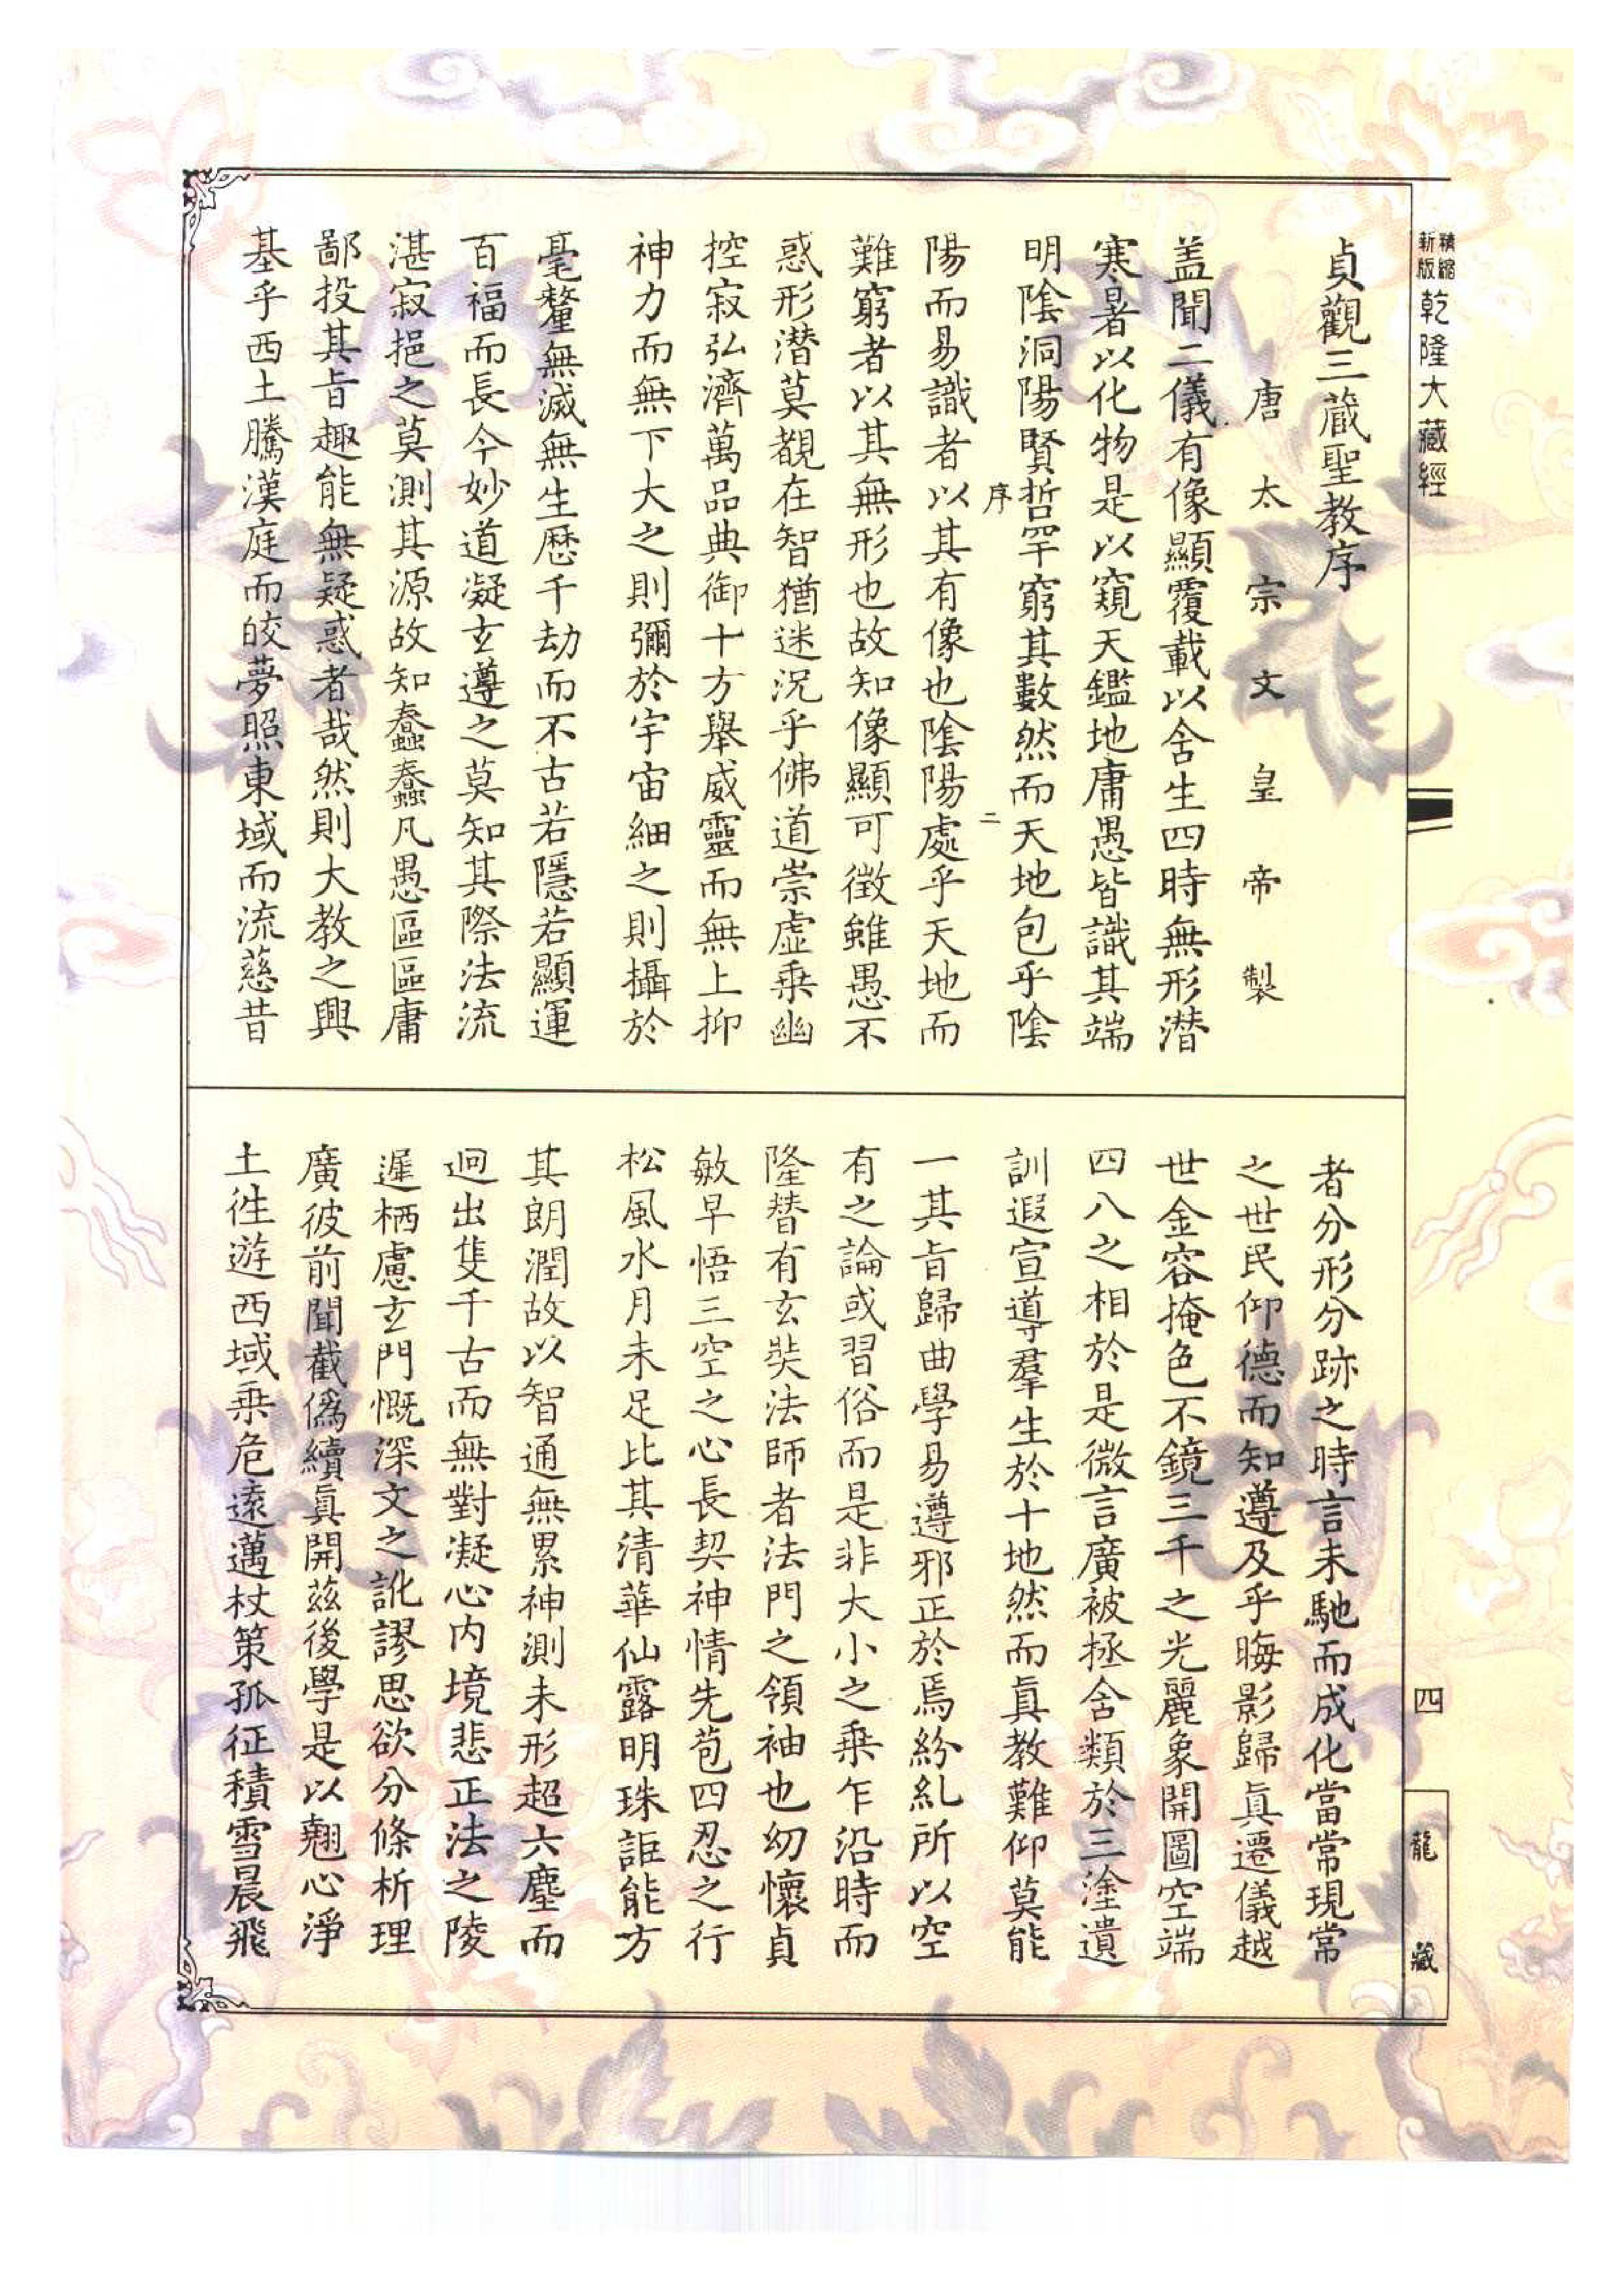 精縮新版乾隆大藏經
四
龍藏
貞觀三藏聖教序
唐太宗文皇帝製
盖聞二儀有像顯覆載以含生四時無形潛
寒暑以化物是以窺天鑑地庸愚皆識其端
明陰洞陽賢哲罕窮其數然而天地包乎陰
序 二
陽而易識者以其有像也陰陽處乎天地而
難窮者以其無形也故知像顯可徵雖愚不
惑形潛莫覩在智猶迷況乎佛道崇虛乗幽
控寂弘濟萬品典御十方舉威靈而無上抑
神力而無下大之則彌於宇宙細之則攝於
毫釐無滅無生歷千劫而不古若隱若顯運
百福而長今妙道凝玄遵之莫知其際法流
湛寂挹之莫測其源故知蠢蠢凡愚區區庸
鄙投其旨趣能無疑惑者哉然則大教之興
基乎西土騰漢庭而皎夢照東域而流慈昔
者分形分跡之時言未馳而成化當常現常
之世民仰德而知遵及乎晦影歸眞遷儀越
世金容掩色不鏡三千之光麗象開圖空端
四八之相於是微言廣被拯含類於三塗遺
訓遐宣導羣生於十地然而眞教難仰莫能
一其旨歸曲學易遵邪正於焉紛糺所以空
有之論或習俗而是非大小之乗乍沿時而
隆替有玄奘法師者法門之領袖也幼懷貞
敏早悟三空之心長契神情先苞四忍之行
松風水月未足比其清華仙露明珠詎能方
其朗潤故以智通無累神測未形超六塵而
迥出隻千古而無對凝心内境悲正法之陵
遲栖慮玄門慨深文之訛謬思欲分條析理
廣彼前聞截僞續眞開茲後學是以翹心淨
土徃遊西域乗危遠邁杖策孤征積雪晨飛